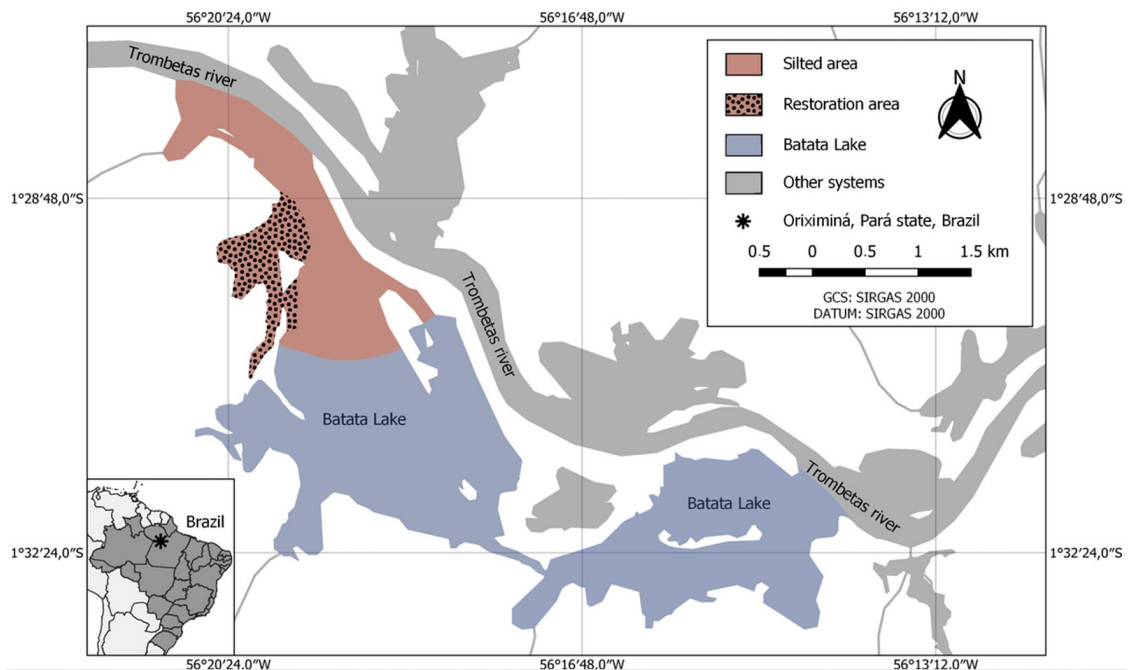 56°20′24,0″W 56°16′48,0″W 56°13′12,0″W
Trombetas river
Silted area
Restoration area
Batata Lake
Other systems
Oriximiná, Pará state, Brazil
0.5 0 0.5 1 1.5 km
GCS: SIRGAS 2000
DATUM: SIRGAS 2000
N
1°28′48,0″S 1°28′48,0″S
Trombetas river
Batata Lake
Batata Lake
Trombetas river
Brazil
1°32′24,0″S 1°32′24,0″S
56°20′24,0″W 56°16′48,0″W 56°13′12,0″W